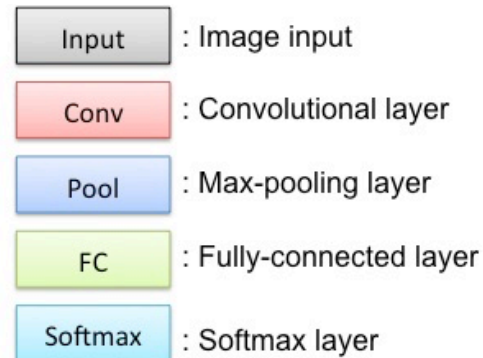 Input : Image input
Conv : Convolutional layer
Pool : Max-pooling layer
FC : Fully-connected layer
Softmax : Softmax layer